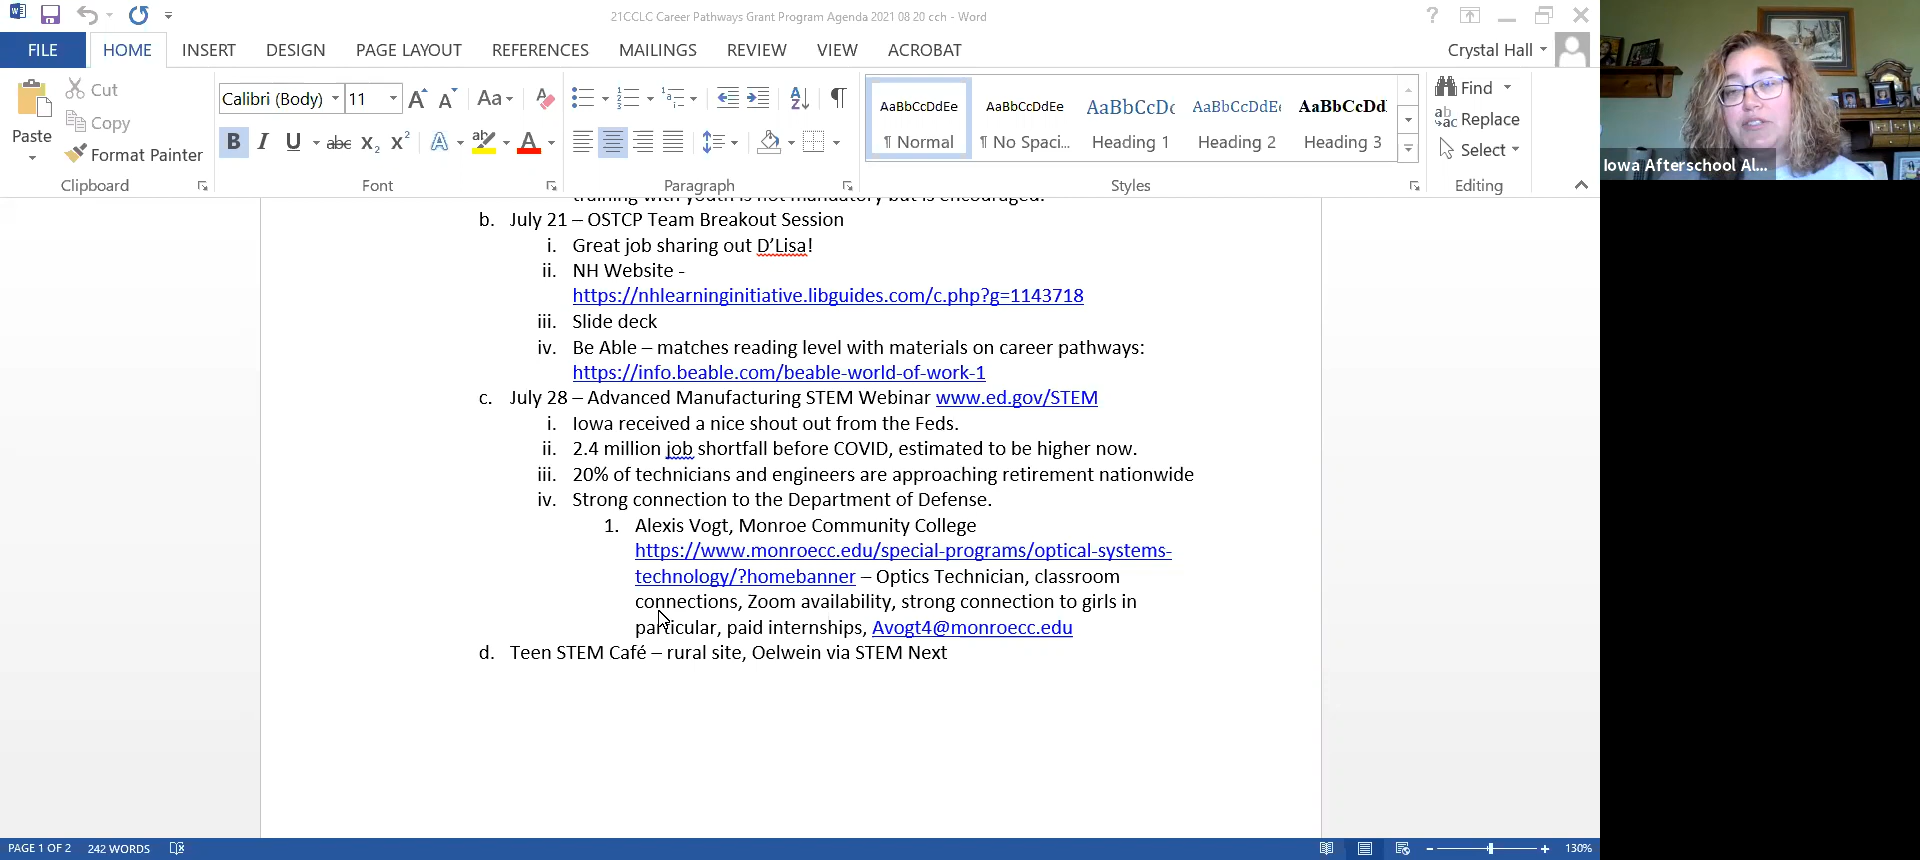 21CCLC Career Pathways Grant Program Agenda 2021 08 20 cch - Word
FILE HOME INSERT DESIGN PAGE LAYOUT REFERENCES MAILINGS REVIEW VIEW ACROBAT Crystal Hall
Paste Cut
Copy
Format Painter
Clipboard
Calibri (Body) 11
Font
Paragraph
AaBbCcDdEe AaBbCcDdEe AaBbCcDc AaBbCcDdEe AaBbCcDd
¶ Normal ¶ No Spaci... Heading 1 Heading 2 Heading 3
Styles
Find
Replace
Select
Editing
Iowa Afterschool Al...
training with youth is not mandatory but is encouraged.
b. July 21 – OSTCP Team Breakout Session
i. Great job sharing out D’Lisa!
ii. NH Website -
https://nhlearninginitiative.libguides.com/c.php?g=1143718
iii. Slide deck
iv. Be Able – matches reading level with materials on career pathways:
https://info.beable.com/beable-world-of-work-1
c. July 28 – Advanced Manufacturing STEM Webinar www.ed.gov/STEM
i. Iowa received a nice shout out from the Feds.
ii. 2.4 million job shortfall before COVID, estimated to be higher now.
iii. 20% of technicians and engineers are approaching retirement nationwide
iv. Strong connection to the Department of Defense.
1. Alexis Vogt, Monroe Community College
https://www.monroecc.edu/special-programs/optical-systems-
technology/?homebanner – Optics Technician, classroom
connections, Zoom availability, strong connection to girls in
particular, paid internships, Avogt4@monroecc.edu
d. Teen STEM Café – rural site, Oelwein via STEM Next
PAGE 1 OF 2 242 WORDS 130%